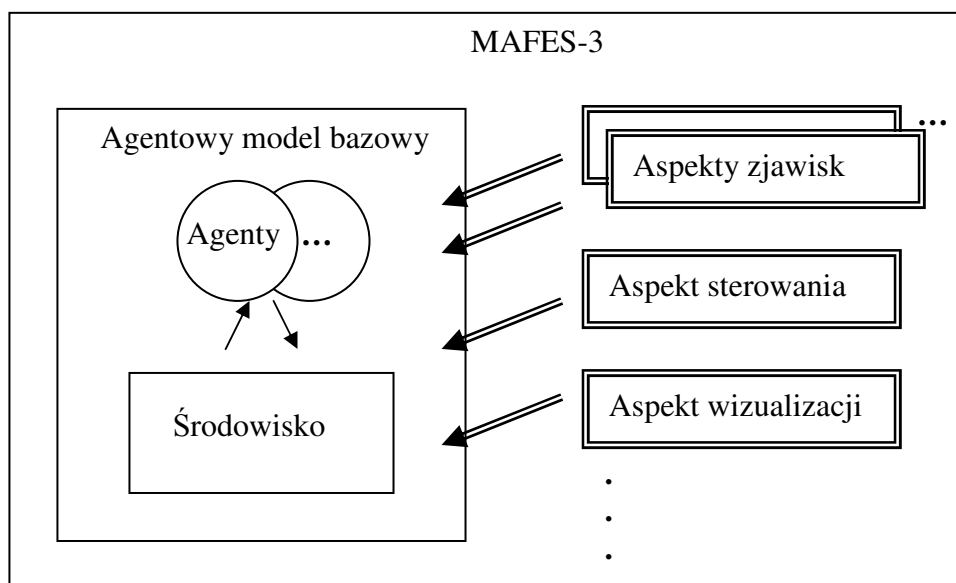 MAFES-3
Agentowy model bazowy
Agenty ...
Środowisko
...
Aspekty zjawisk
Aspekt sterowania
Aspekt wizualizacji
.
.
.